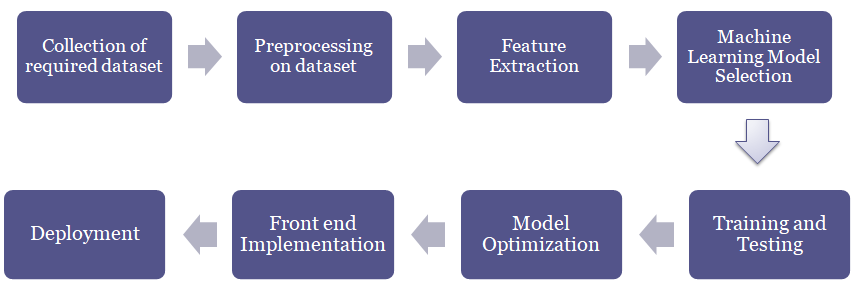 Collection of
required dataset
Preprocessing
on dataset
Feature
Extraction
Machine
Learning Model
Selection
Training and
Testing
Model
Optimization
Front end
Implementation
Deployment